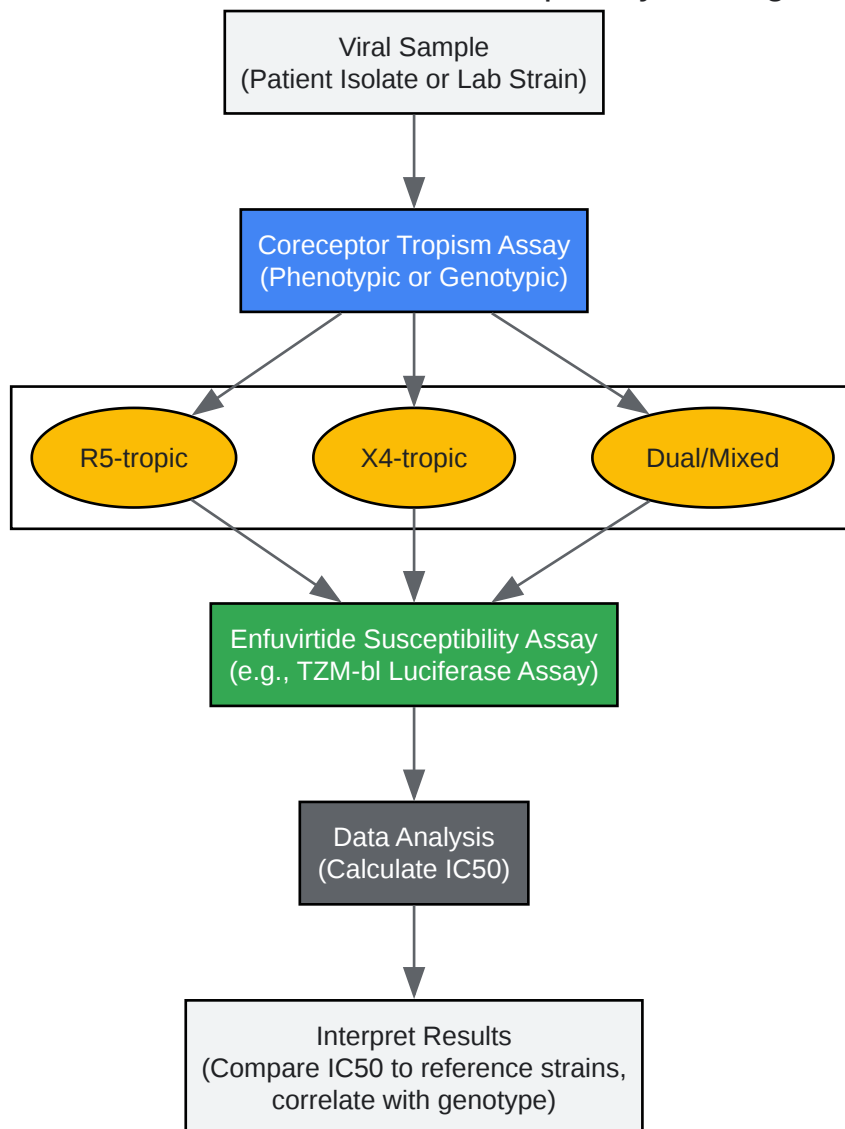 Viral Sample
(Patient Isolate or Lab Strain)
Coreceptor Tropism Assay
(Phenotypic or Genotypic)
R5-tropic
X4-tropic
Dual/Mixed
Enfuvirtide Susceptibility Assay
(e.g., TZM-bl Luciferase Assay)
Data Analysis
(Calculate IC50)
Interpret Results
(Compare IC50 to reference strains,
correlate with genotype)